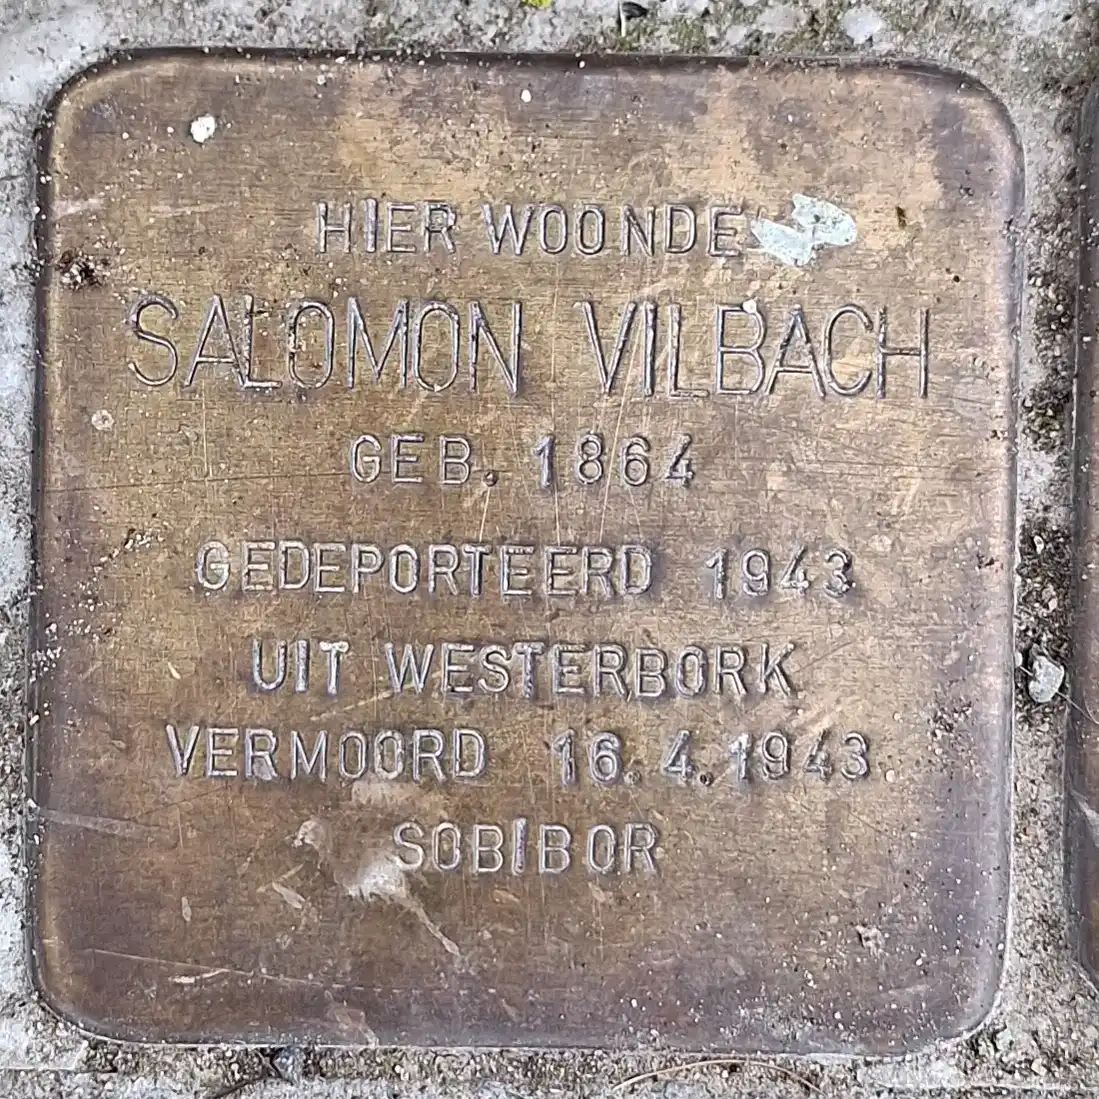 HIER WOONDE
SALOMON VILBACH
GEB. 1864
GEDEPORTEERD 1943
UIT WESTERBORK
VERMOORD 16.4.1943
SOBIBOR